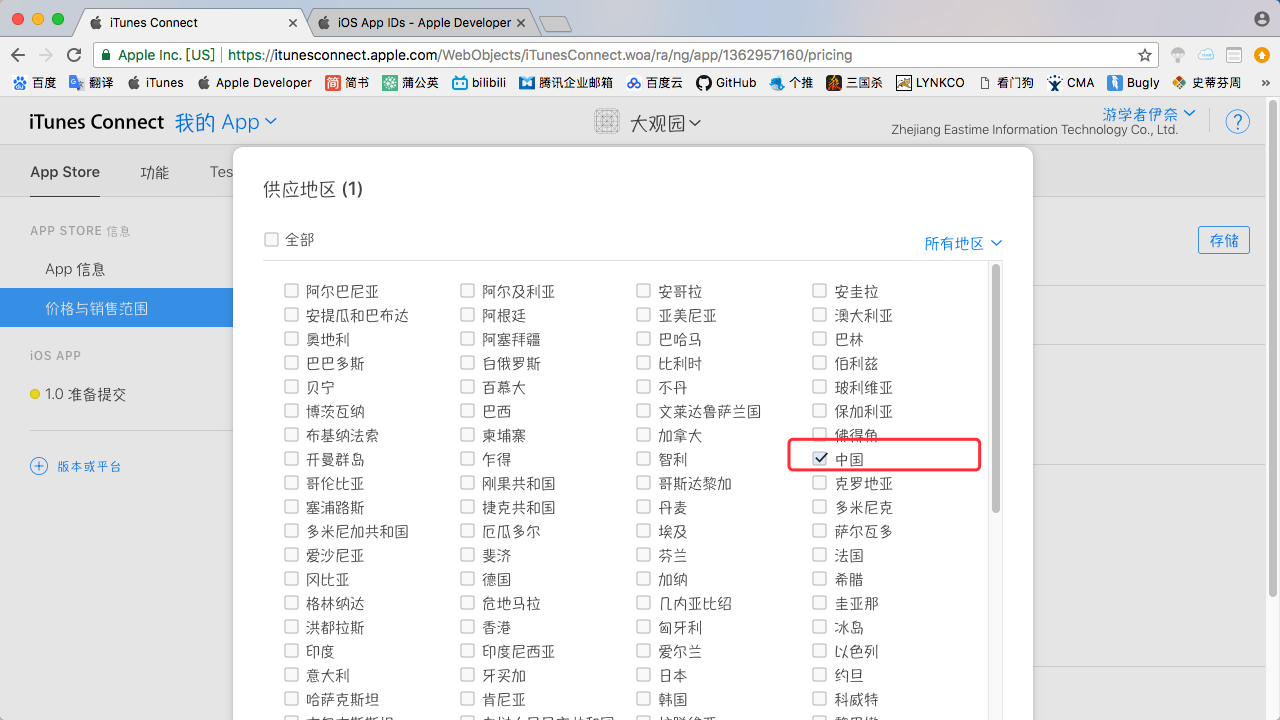 iTunes Connect
iOS App IDs - Apple Developer
Apple Inc. [US] https://itunesconnect.apple.com/WebObjects/iTunesConnect.woa/ra/ng/app/1362957160/pricing
百度 翻译 iTunes Apple Developer 简书 蒲公英 bilibili 腾讯企业邮箱 百度云 GitHub 个推 三国杀 LYNKCO 看门狗 CMA Bugly 史蒂芬周 »
iTunes Connect 我的 App 大观园 游学者伊奈 ?
Zhejiang Eastime Information Technology Co., Ltd.
App Store 功能 Tes
供应地区 (1)
APP STORE 信息
全部 所有地区 存储
App 信息
价格与销售范围
iOS APP
1.0 准备提交
版本或平台
阿尔巴尼亚 阿尔及利亚 安哥拉 安圭拉
安提瓜和巴布达 阿根廷 亚美尼亚 澳大利亚
奥地利 阿塞拜疆 巴哈马 巴林
巴巴多斯 白俄罗斯 比利时 伯利兹
贝宁 百慕大 不丹 玻利维亚
博茨瓦纳 巴西 文莱达鲁萨兰国 保加利亚
布基纳法索 柬埔寨 加拿大 佛得角
开曼群岛 乍得 智利 中国
哥伦比亚 刚果共和国 哥斯达黎加 克罗地亚
塞浦路斯 捷克共和国 丹麦 多米尼克
多米尼加共和国 厄瓜多尔 埃及 萨尔瓦多
爱沙尼亚 斐济 芬兰 法国
冈比亚 德国 加纳 希腊
格林纳达 危地马拉 几内亚比绍 圭亚那
洪都拉斯 香港 匈牙利 冰岛
印度 印度尼西亚 爱尔兰 以色列
意大利 牙买加 日本 约旦
哈萨克斯坦 肯尼亚 韩国 科威特